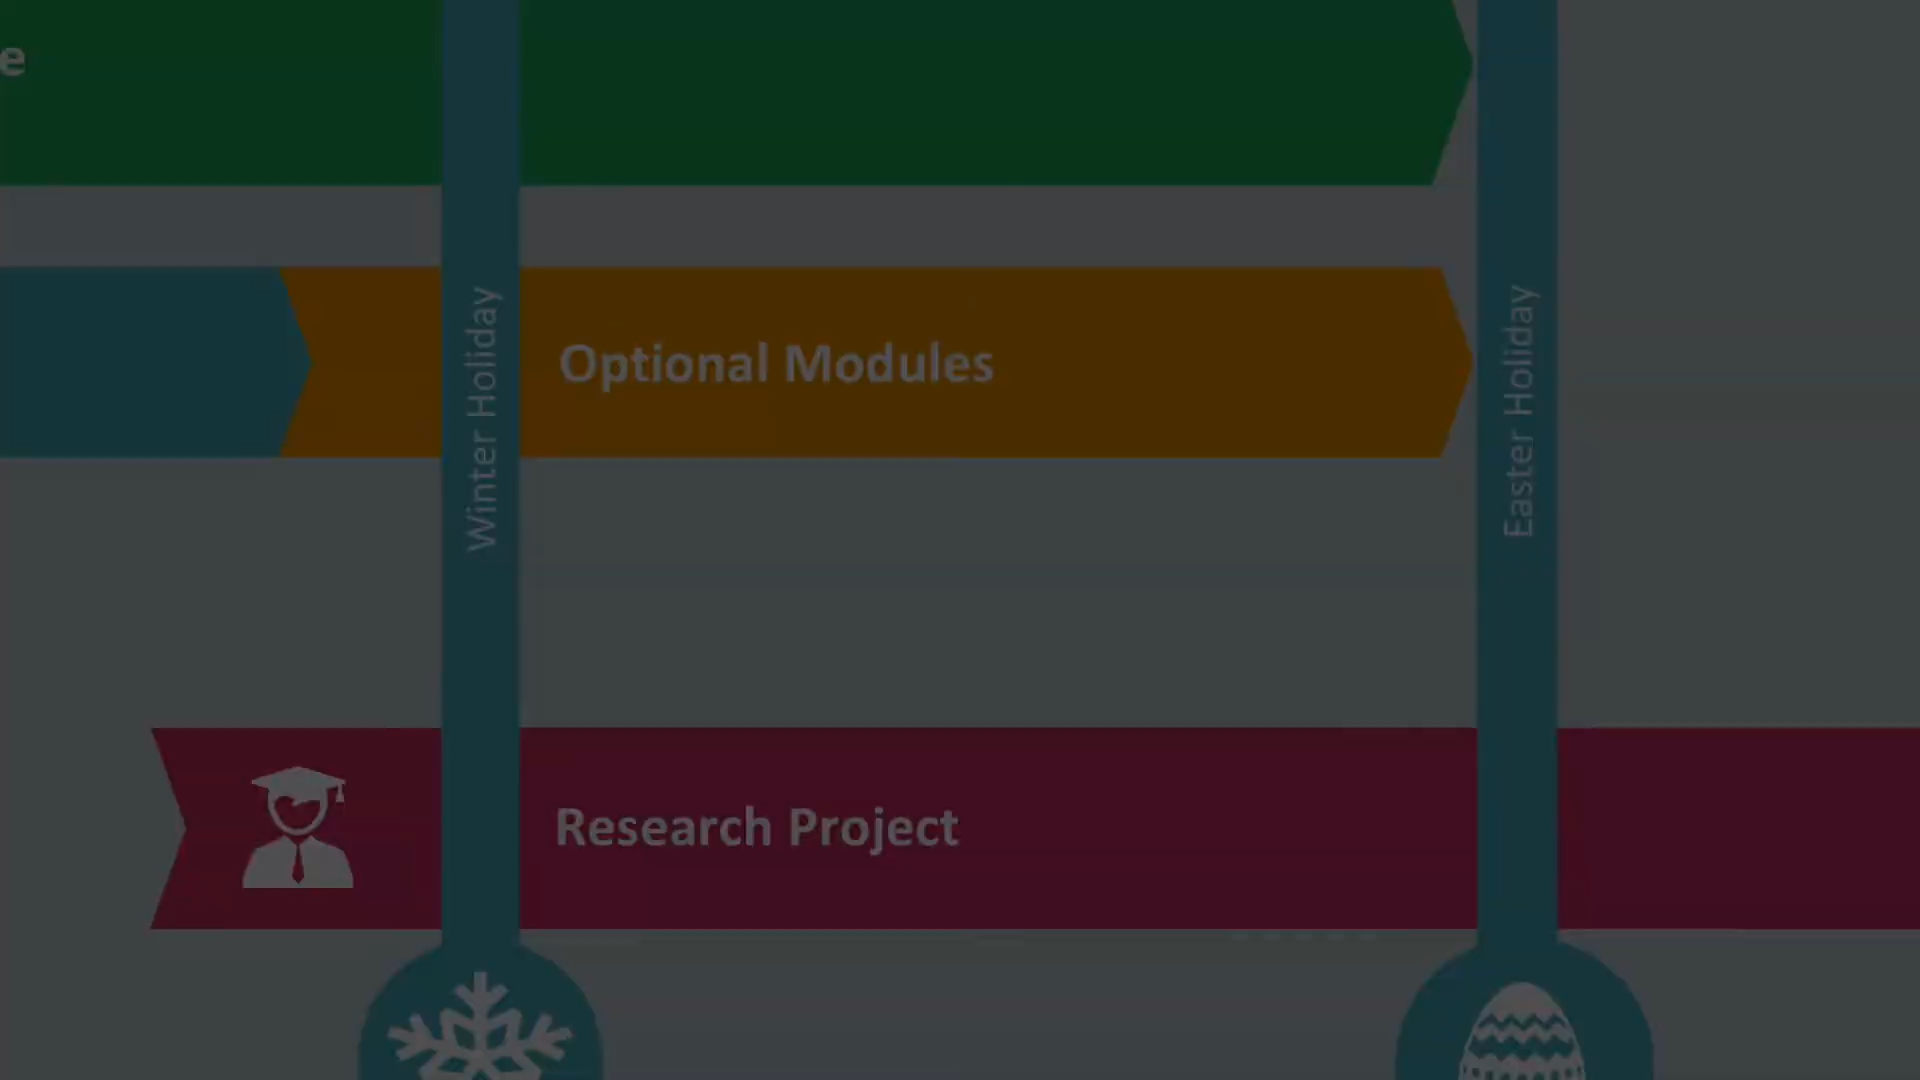 e
Winter Holiday
Optional Modules
Easter Holiday
Research Project